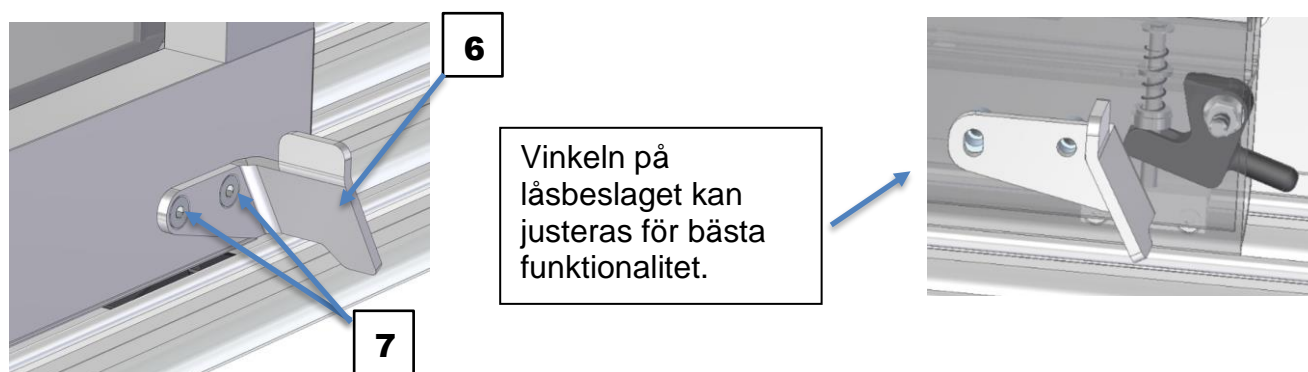 6
Vinkeln på
låsbeslaget kan
justeras för bästa
funktionalitet.
7